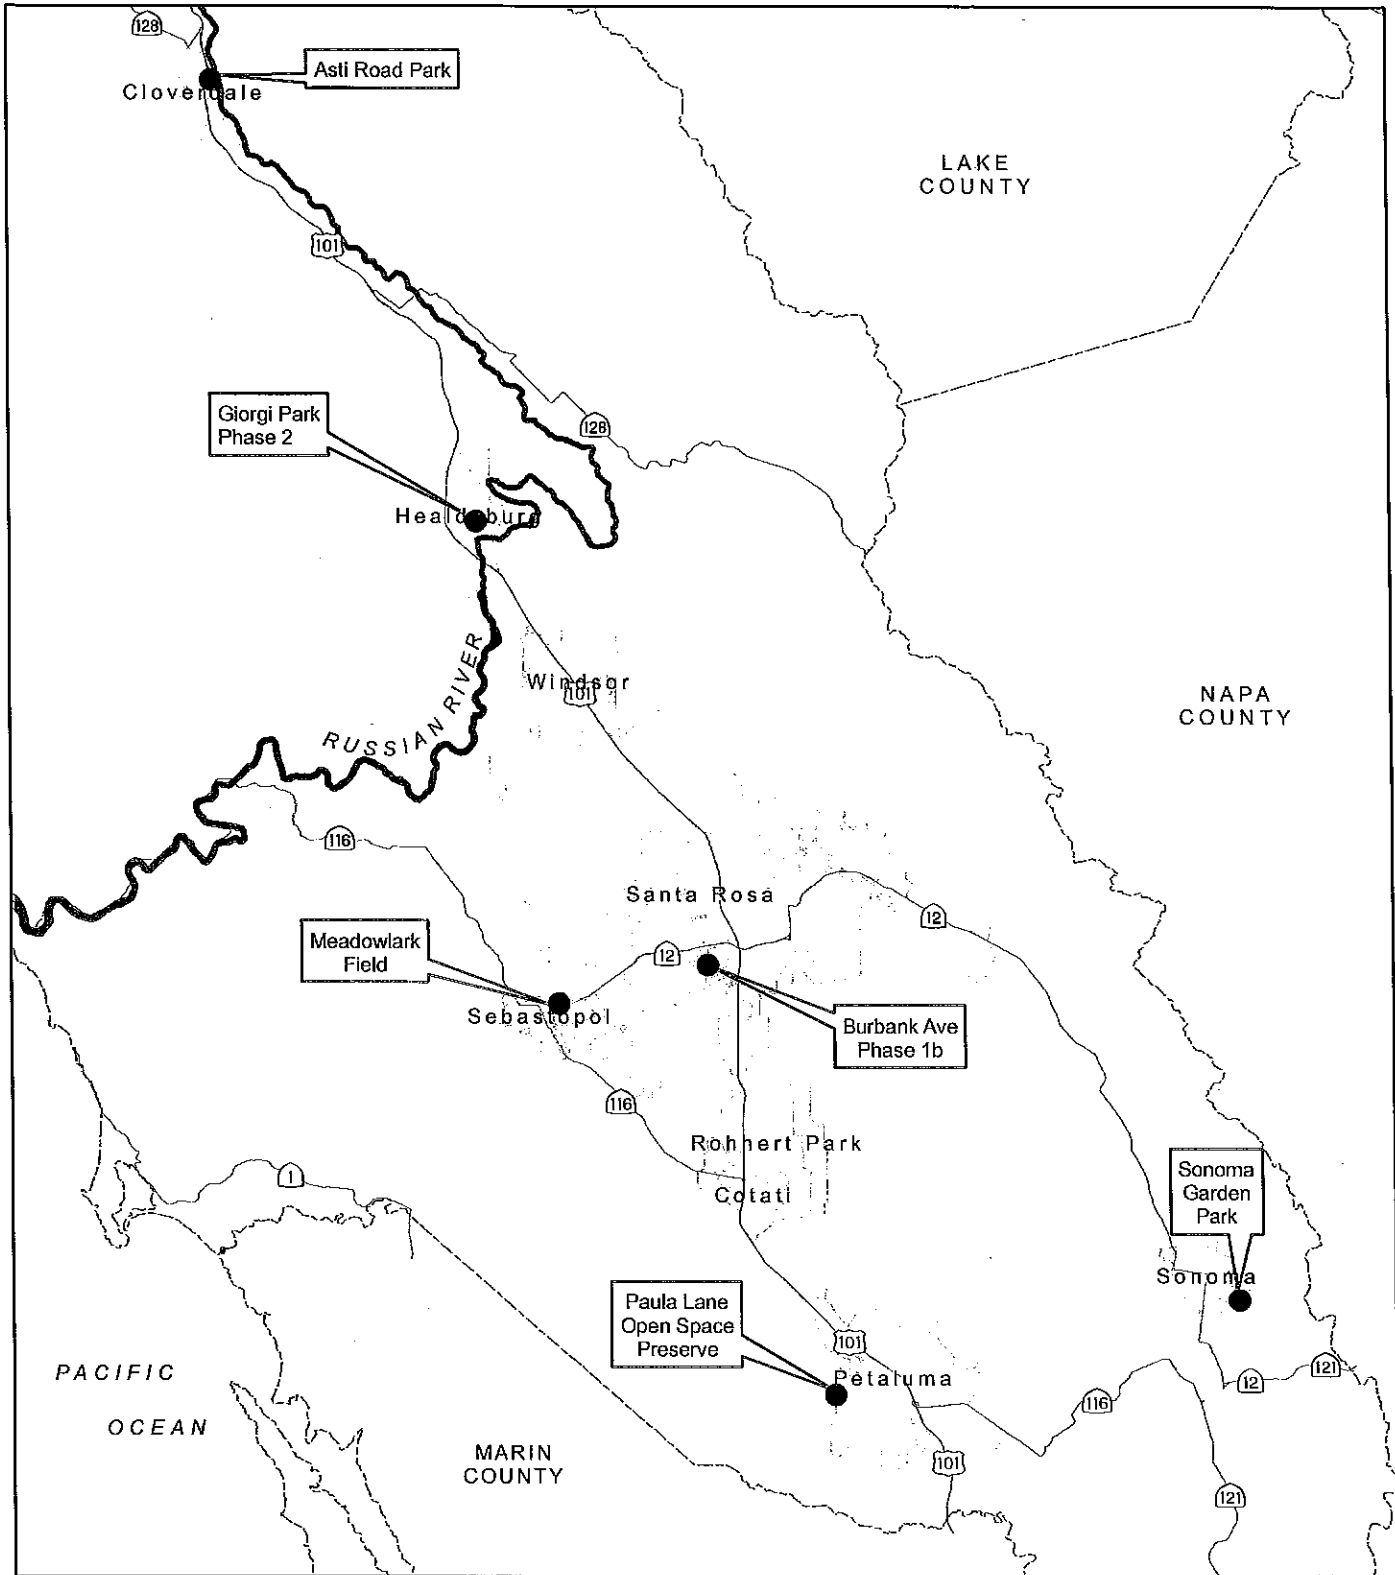 128
Asti Road Park
Cloverdale
LAKE
COUNTY
101
Giorgi Park
Phase 2
128
Healdsburg
RUSSIAN RIVER
Windsor
101
NAPA
COUNTY
116
Santa Rosa
12
Meadowlark
Field
12
Sebastopol
Burbank Ave
Phase 1b
116
Rohnert Park
Sonoma
Garden
Park
1
Cotati
Sonoma
Paula Lane
Open Space
Preserve
101
PACIFIC
OCEAN
Petaluma
12
121
116
MARIN
COUNTY
101
121